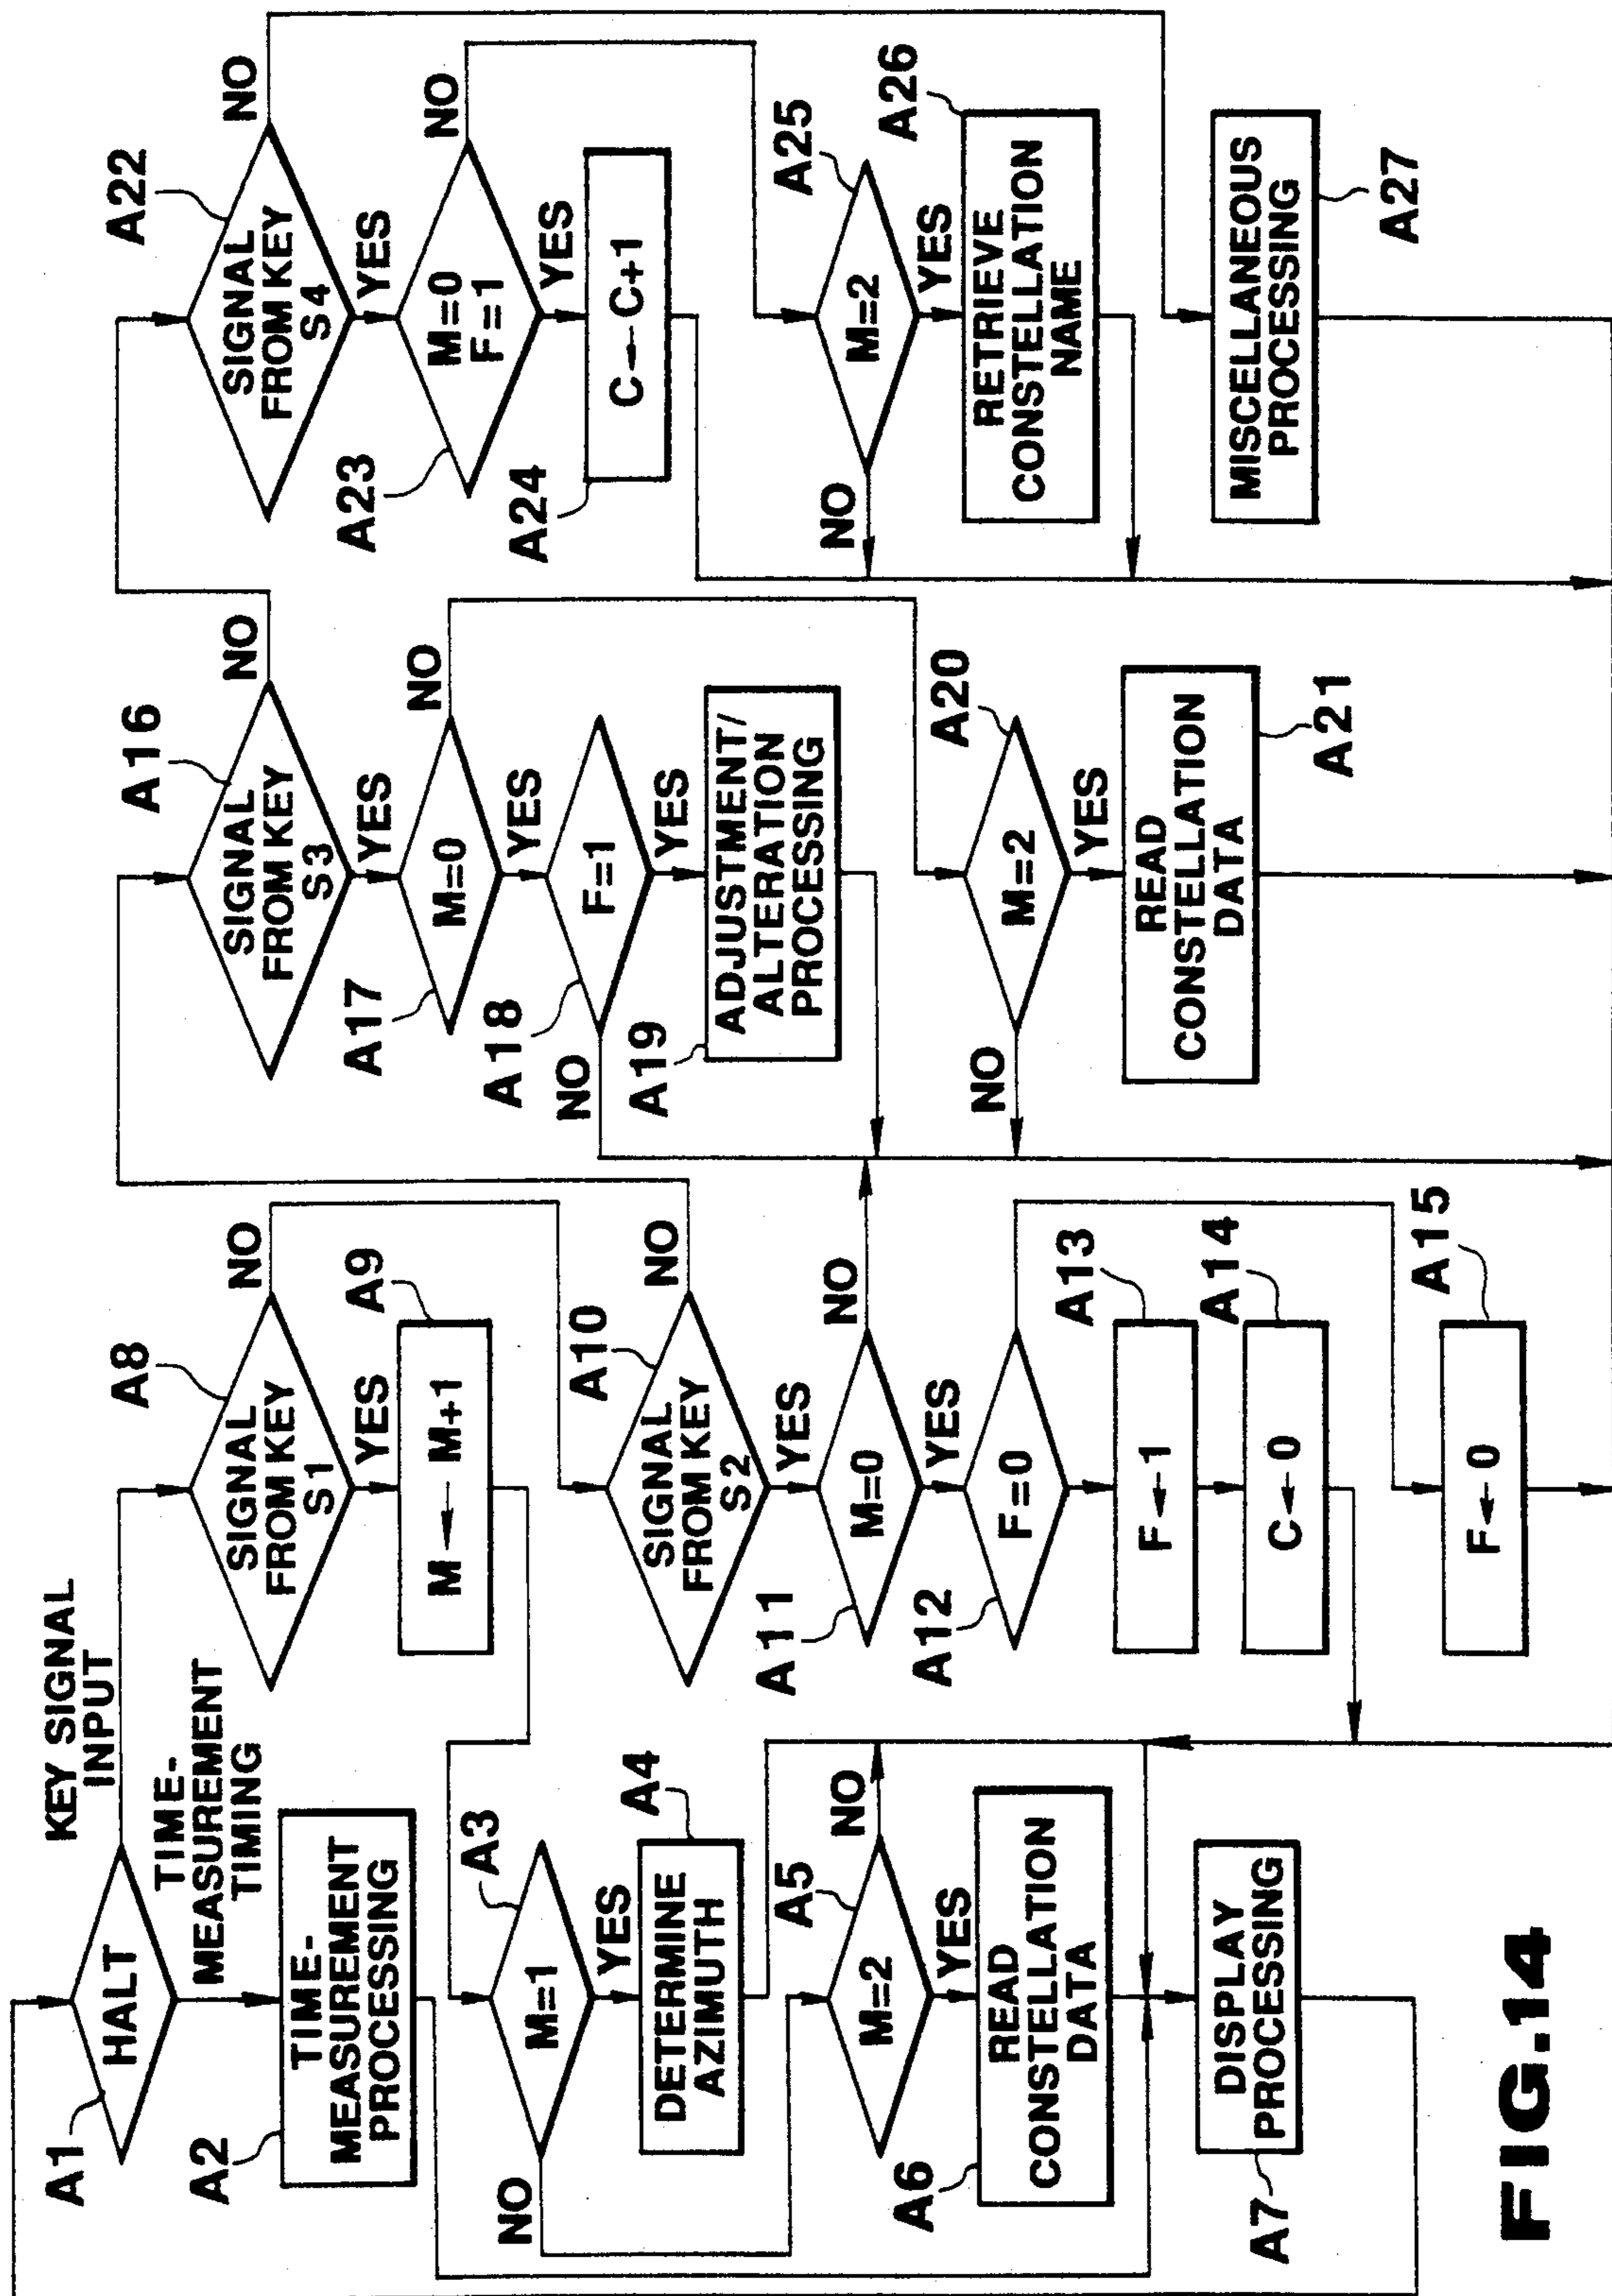 A1
HALT
KEY SIGNAL
INPUT
TIME-
MEASUREMENT
TIMING
A2
TIME-
MEASUREMENT
PROCESSING
A3
M=1
YES
NO
A4
DETERMINE
AZIMUTH
A5
M=2
NO
YES
A6
READ
CONSTELLATION
DATA
A7
DISPLAY
PROCESSING
A8
SIGNAL
FROM KEY
S1
NO
YES
A9
M ← M+1
A10
SIGNAL
FROM KEY
S2
NO
YES
A11
M=0
NO
YES
A12
F=0
A13
F←1
A14
C←0
A15
F←0
A16
SIGNAL
FROM KEY
S3
NO
YES
A17
M=0
NO
YES
A18
F=1
NO
YES
A19
ADJUSTMENT/
ALTERATION
PROCESSING
A20
M=2
NO
YES
READ
CONSTELLATION
DATA
A21
A22
SIGNAL
FROM KEY
S4
NO
YES
A23
M=0
F=1
NO
YES
A24
C←C+1
A25
M=2
NO
YES
A26
RETRIEVE
CONSTELLATION
NAME
MISCELLANEOUS
PROCESSING
A27
FIG.14